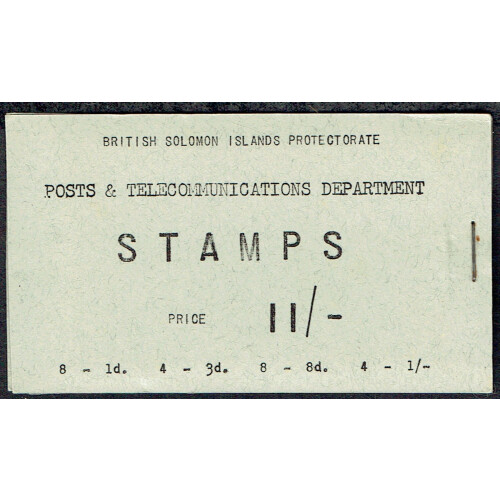 BRITISH SOLOMON ISLANDS PROTECTORATE
POSTS & TELECOMMUNICATIONS DEPARTMENT
STAMPS
PRICE 11/-
8 - 1d. 4 - 3d. 8 - 8d. 4 - 1/-